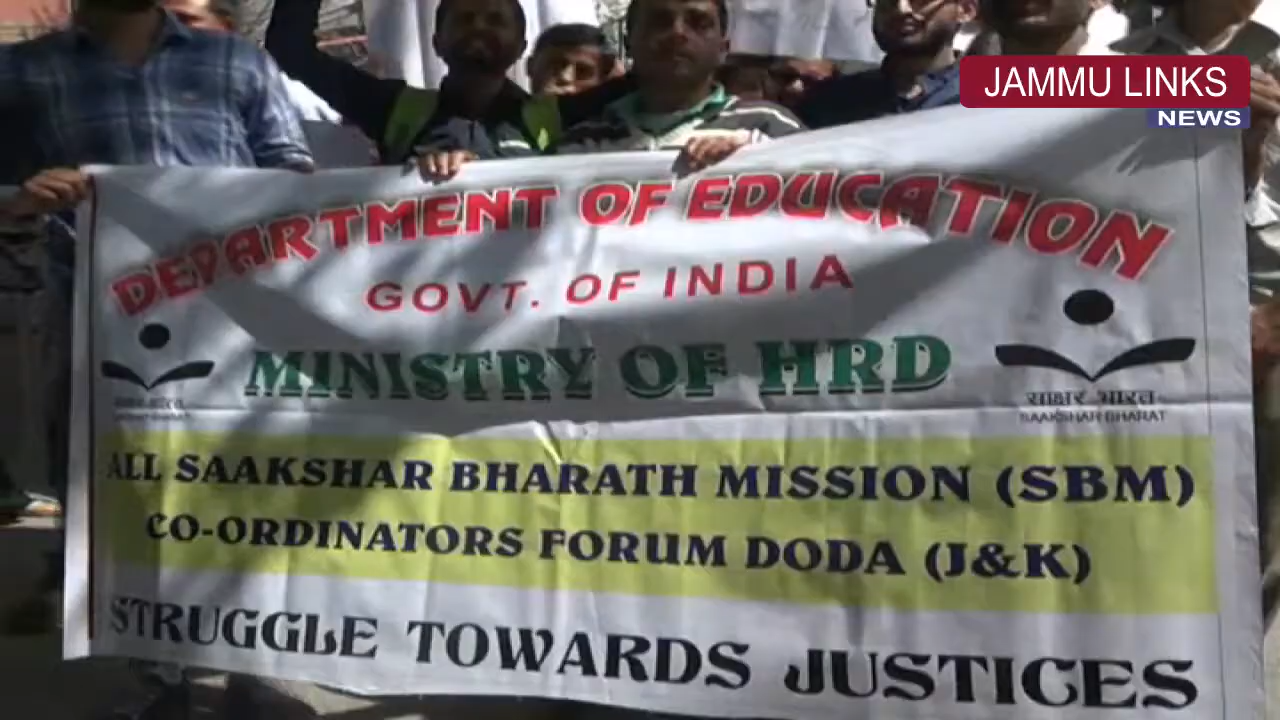 JAMMU LINKS
NEWS
DEPARTMENT OF EDUCATION
GOVT. OF INDIA
MINISTRY OF HRD
साक्षर भारत
SAAKSHAR BHARAT
ALL SAAKSHAR BHARATH MISSION (SBM)
CO-ORDINATORS FORUM DODA (J&K)
STRUGGLE TOWARDS JUSTICES